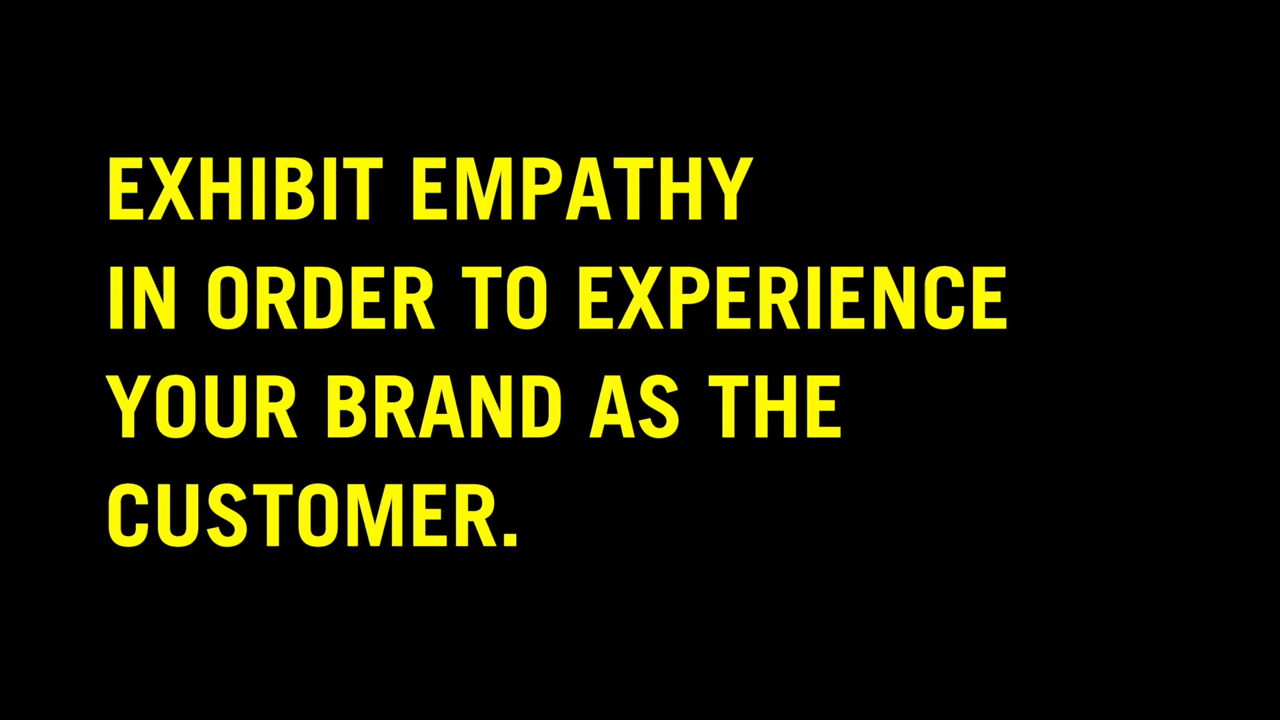 EXHIBIT EMPATHY
IN ORDER TO EXPERIENCE
YOUR BRAND AS THE
CUSTOMER.